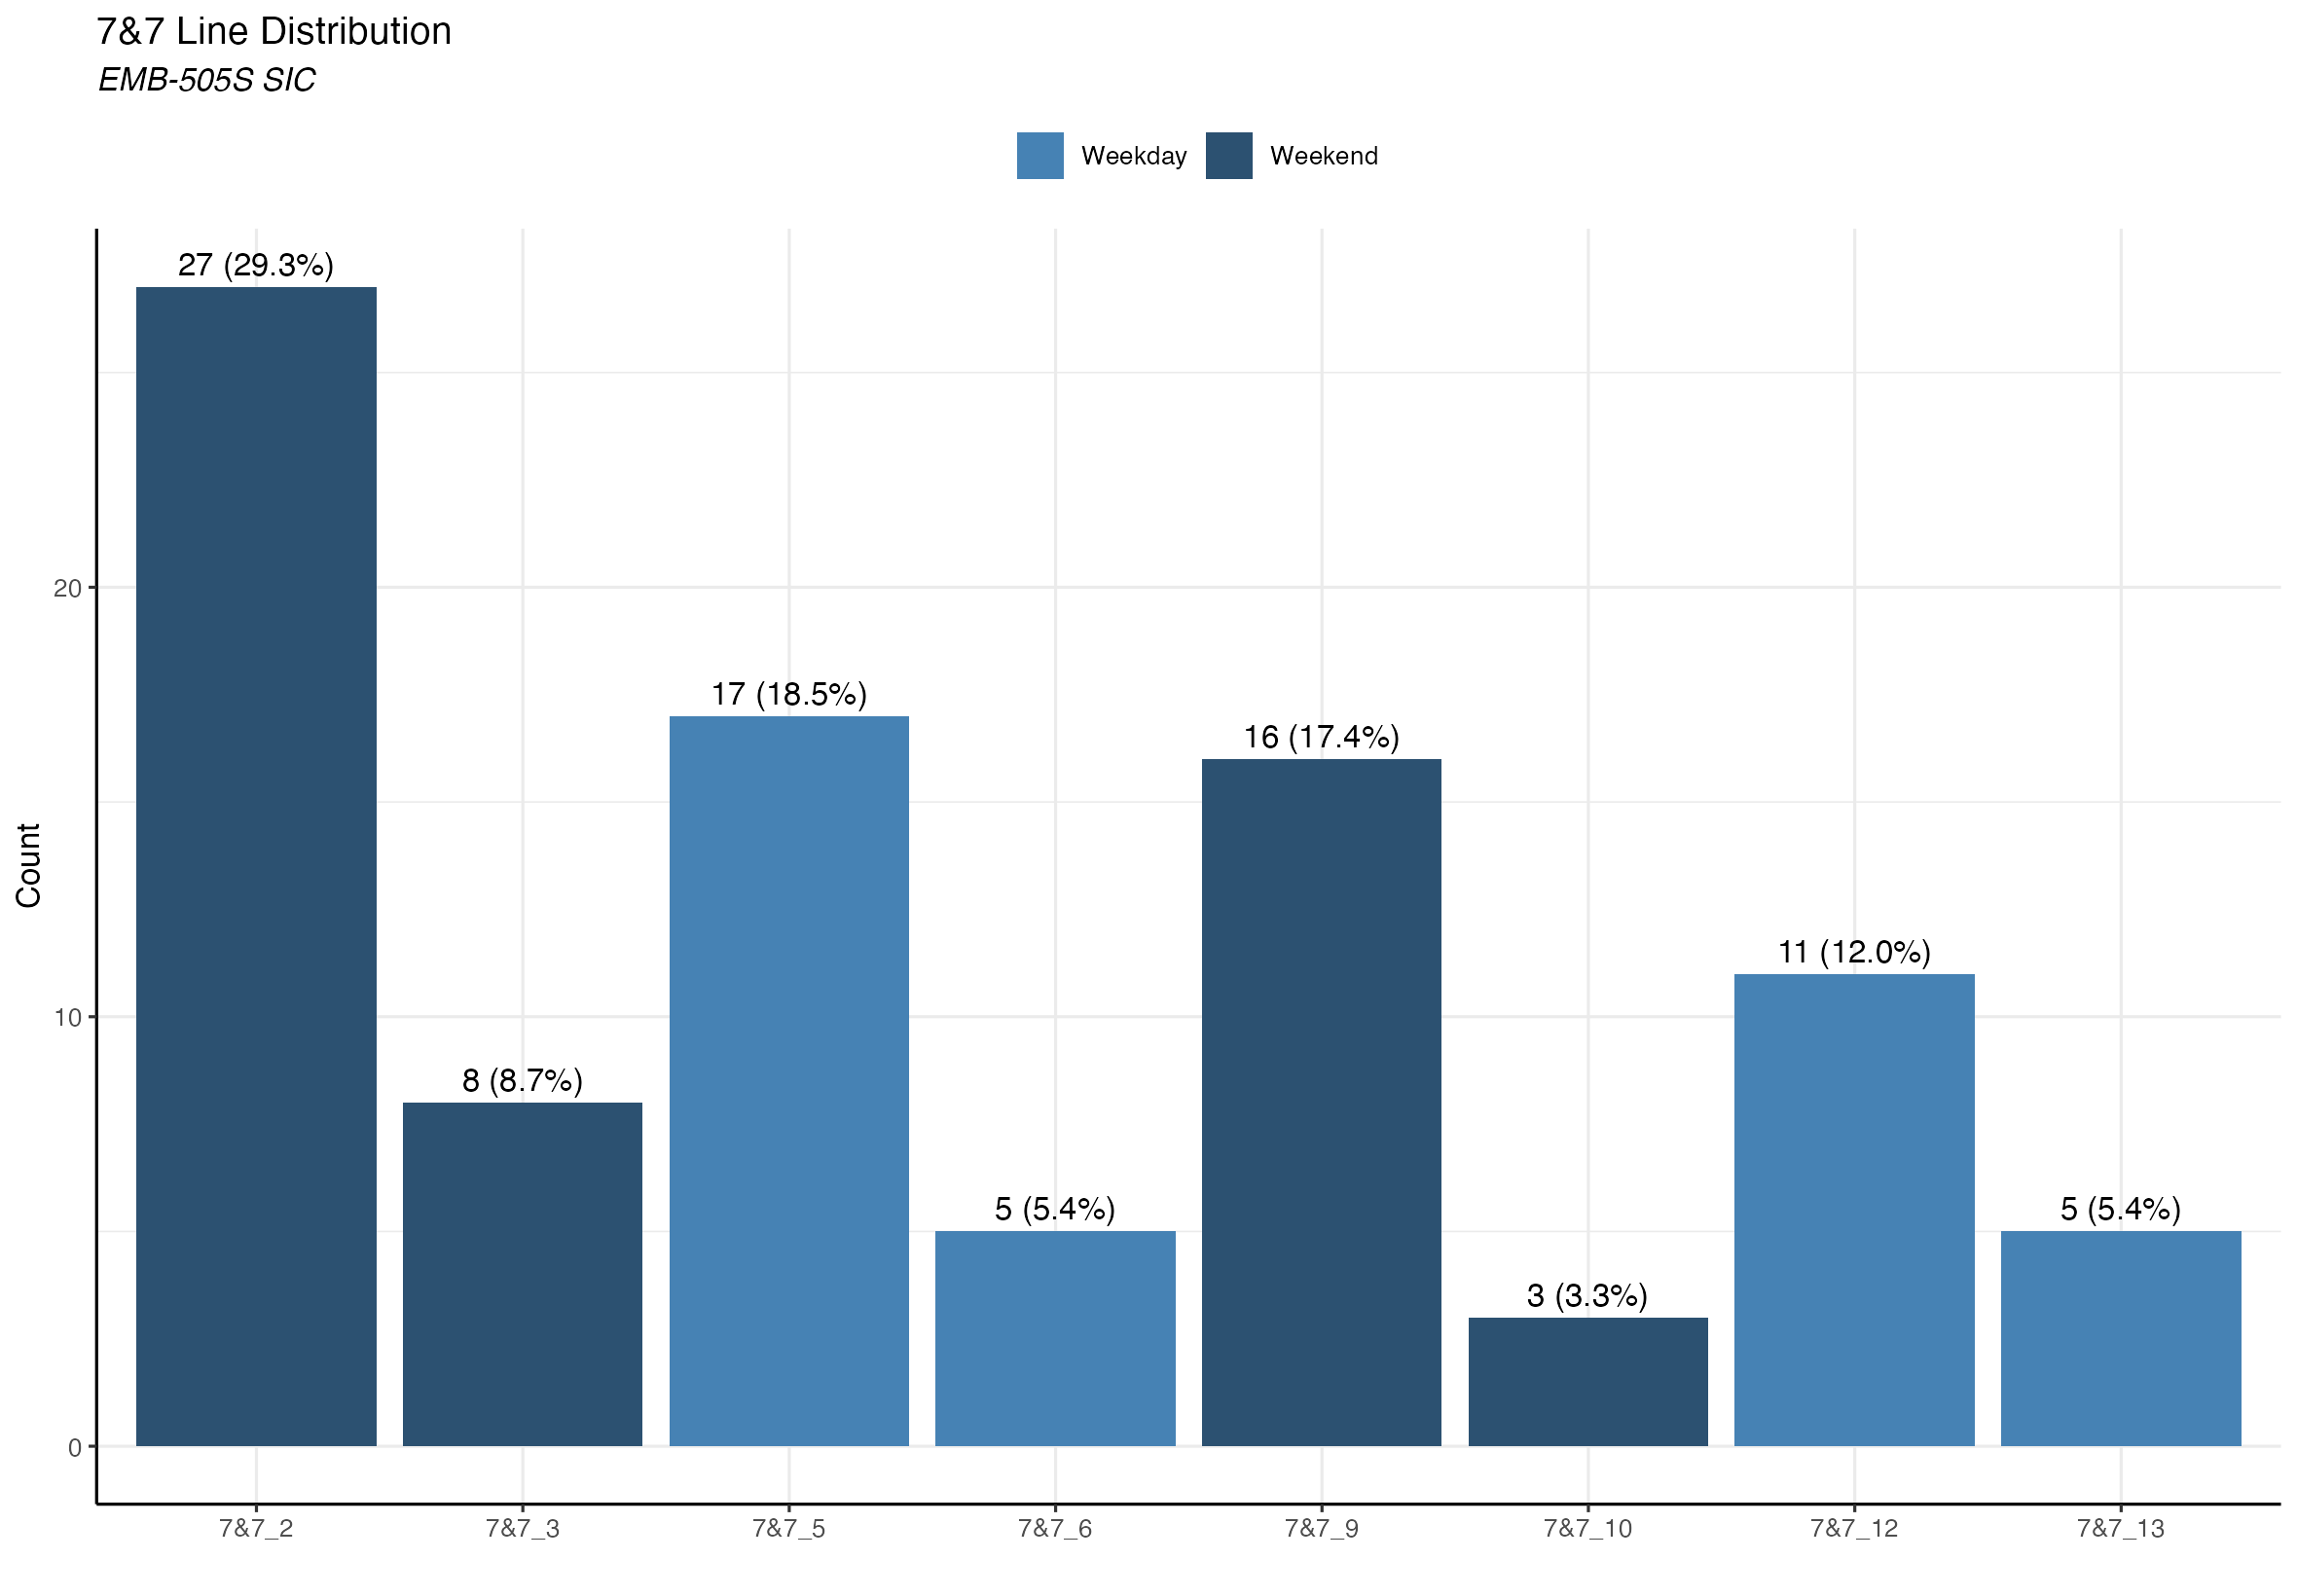 7&7 Line Distribution
EMB-505S SIC
Weekday Weekend
27 (29.3%)
17 (18.5%)
16 (17.4%)
11 (12.0%)
8 (8.7%)
5 (5.4%)
5 (5.4%)
3 (3.3%)
Count
20
10
0
7&7_2 7&7_3 7&7_5 7&7_6 7&7_9 7&7_10 7&7_12 7&7_13